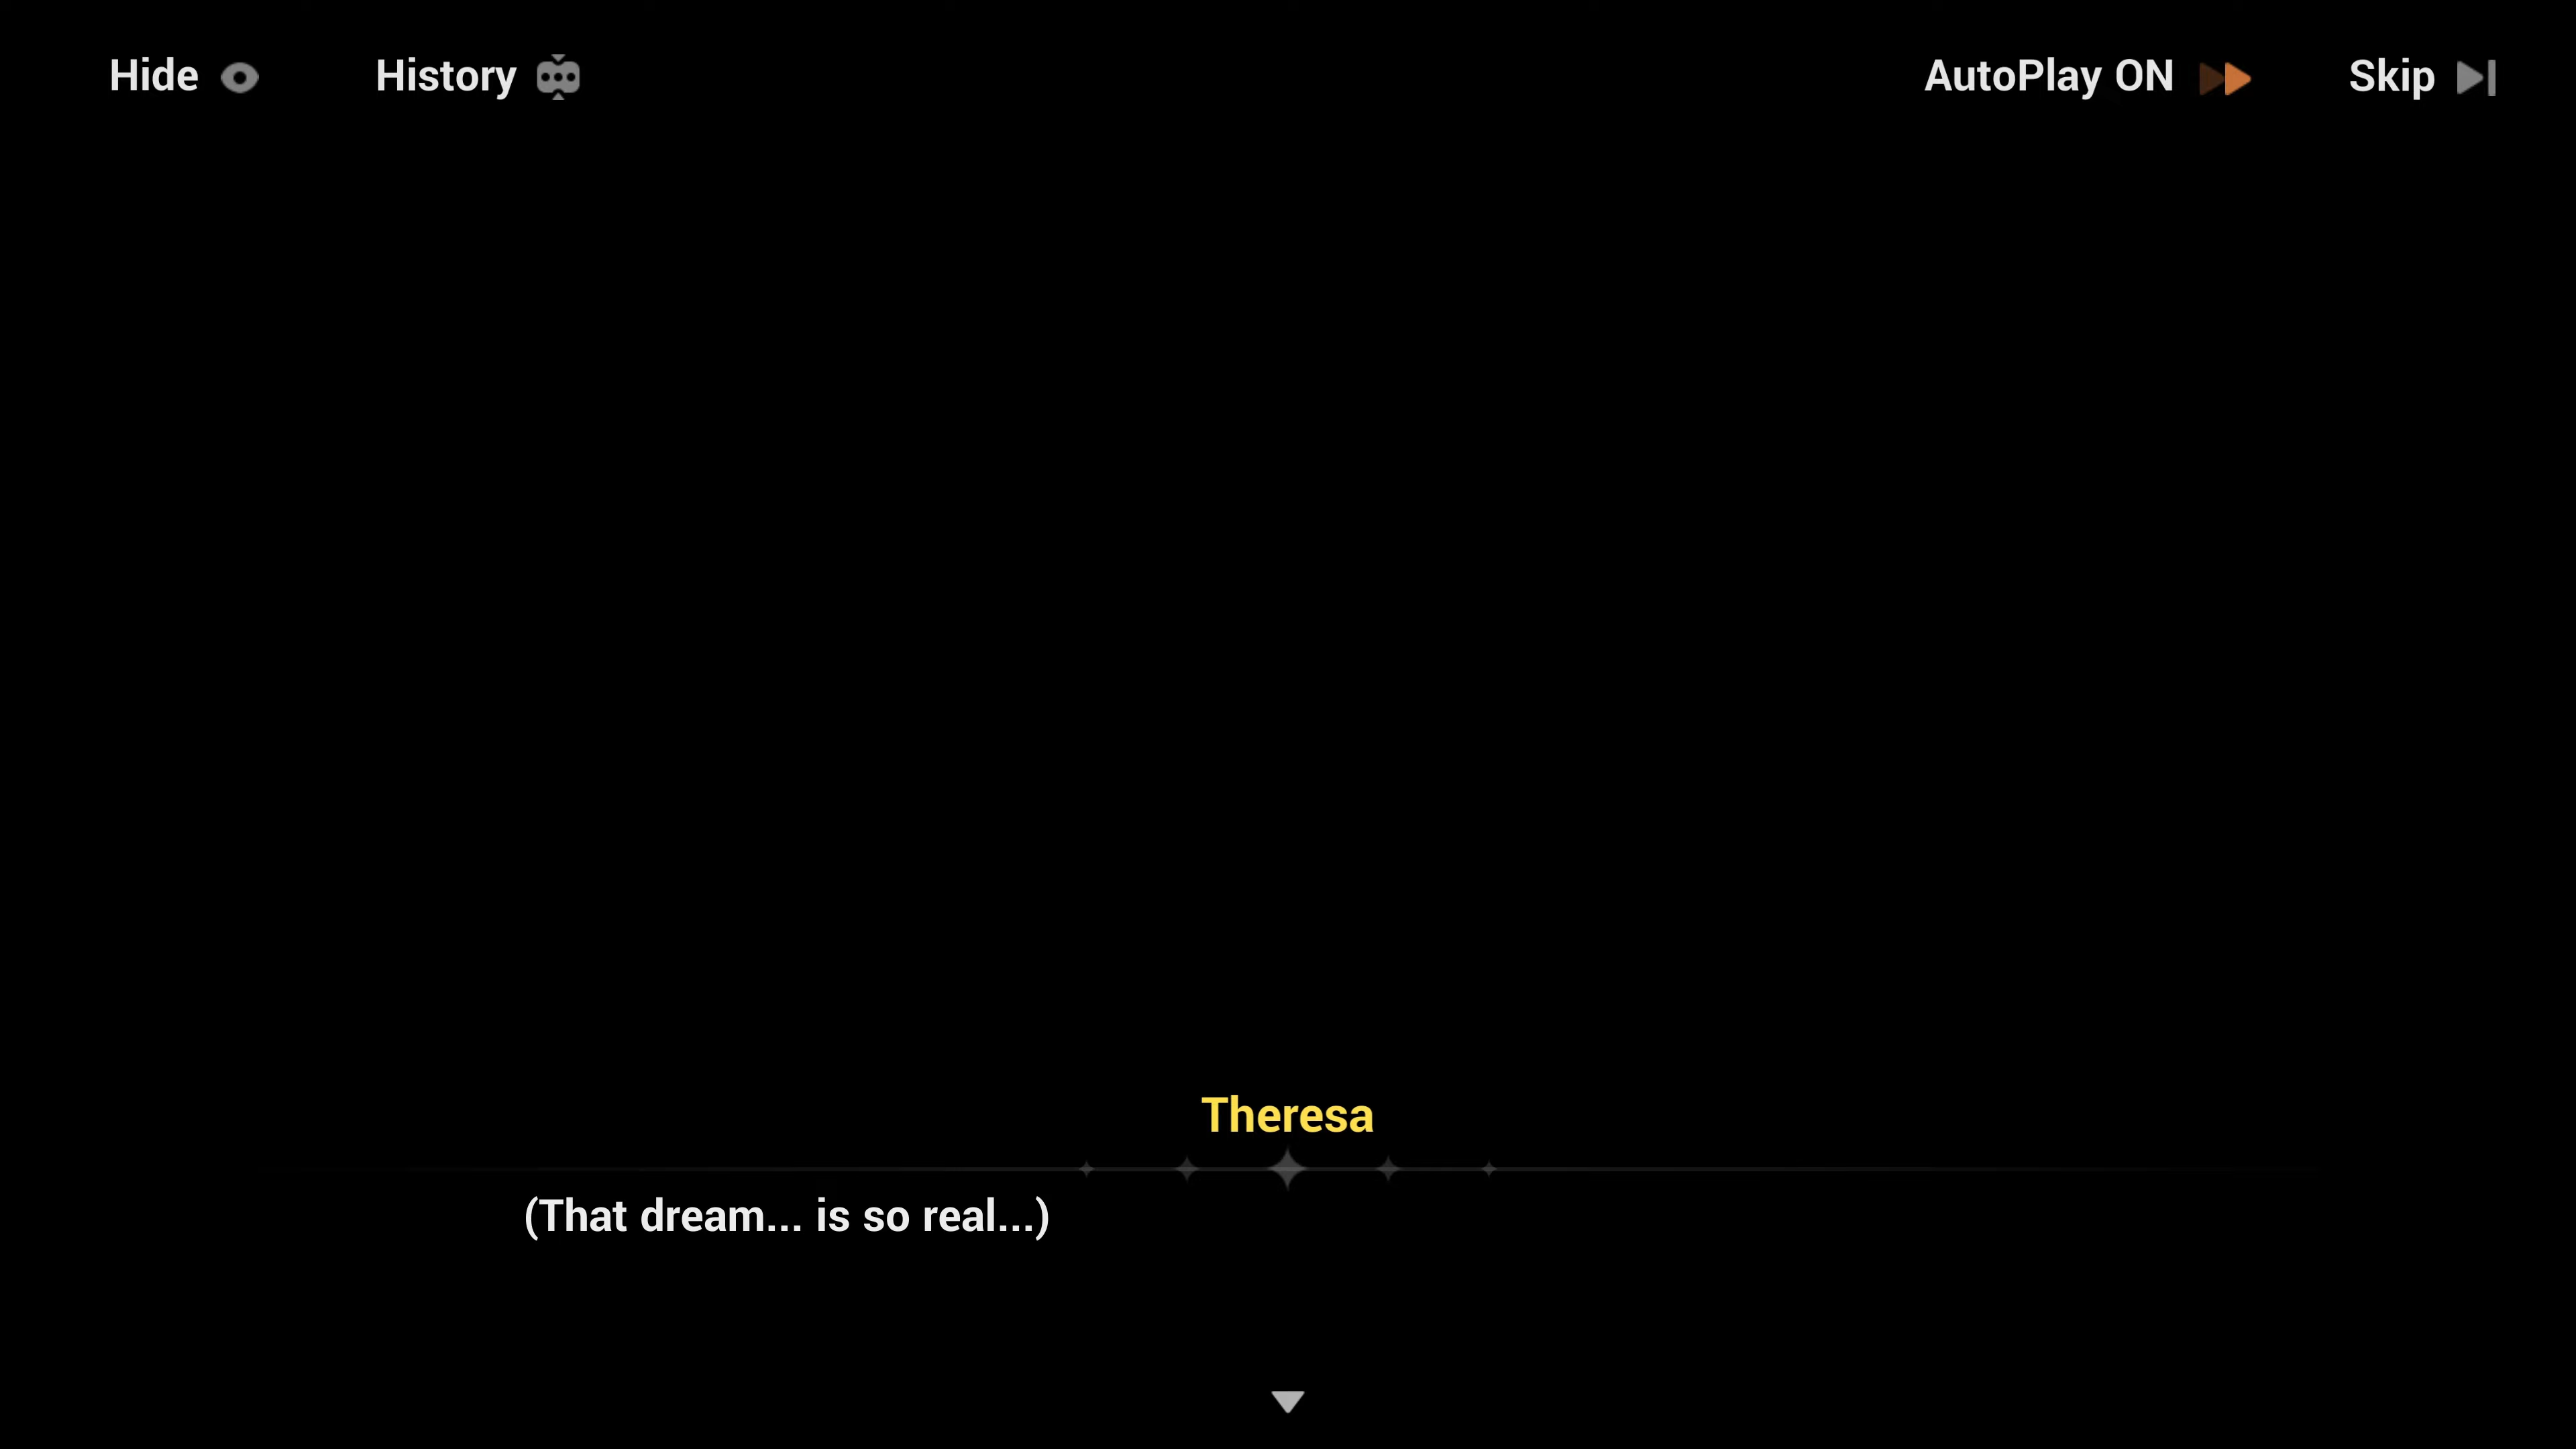 Hide
History
AutoPlay ON
Skip
Theresa
(That dream... is so real...)